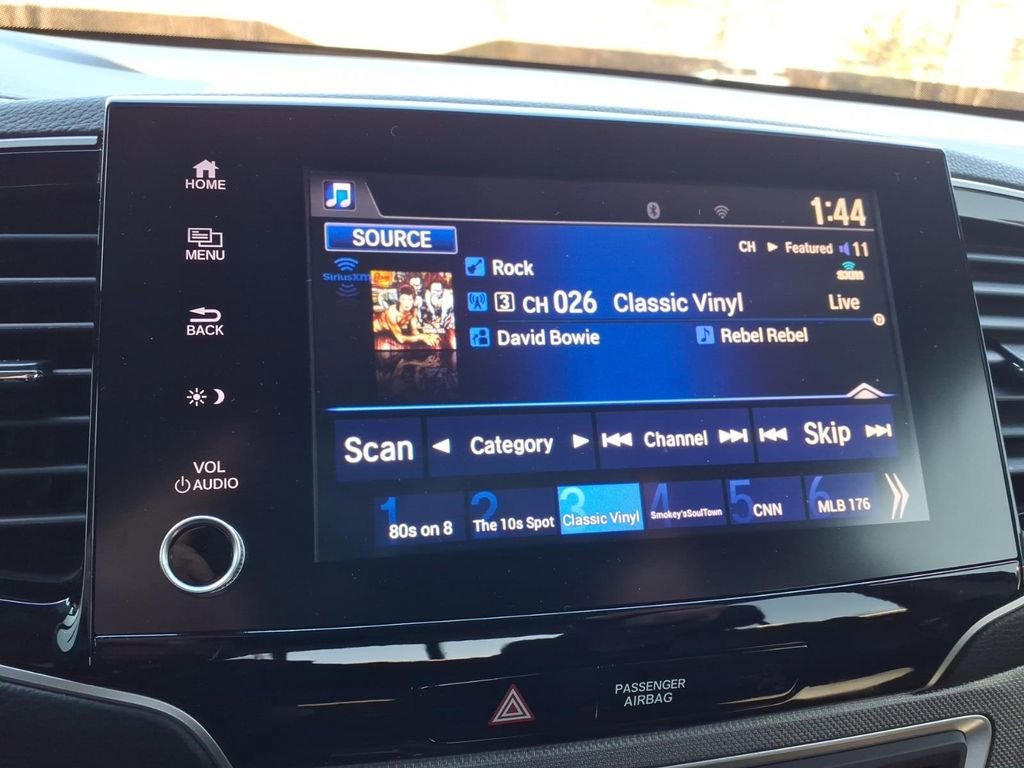 HOME
MENU
BACK
VOL
AUDIO
1:44
SOURCE
CH ▶ Featured 11
SiriusXM
Rock
sxm
3 CH 026 Classic Vinyl Live
David Bowie Rebel Rebel
Scan ◀ Category ▶ Channel Skip
1 80s on 8
2 The 10s Spot
3 Classic Vinyl
4 Smokey'sSoulTown
5 CNN
6 MLB 176
PASSENGER
AIRBAG